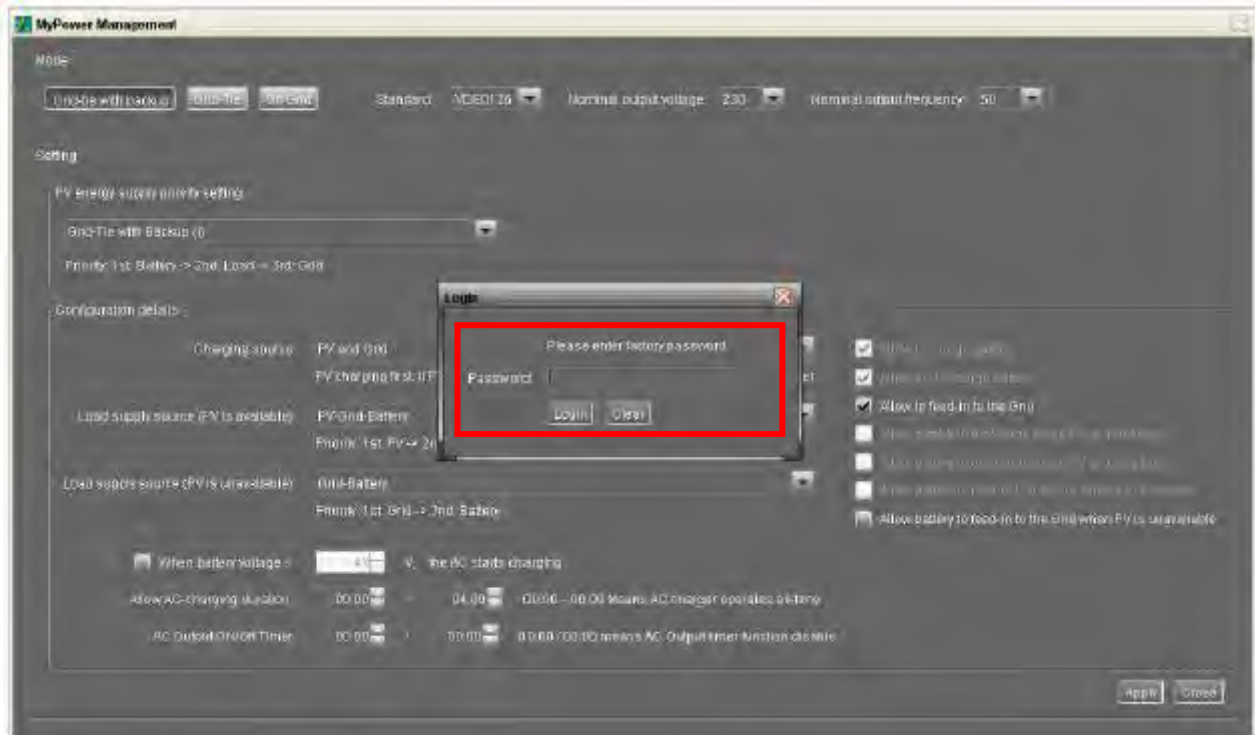 MyPower Management
Mode
Grid-tie with backup Grid-Tie Off-Grid Standard: VDE0126 Nominal output voltage: 230 Nominal output frequency: 50
Setting
PV energy supply priority setting
Grid-Tie with Backup (I)
Priority: 1st: Battery -> 2nd: Load -> 3rd: Grid
Configuration details
Login
Please enter factory password
Password:
Login Clear
Charging source PV and Grid
PV charging first. If P
Load supply source (PV is available) PV-Grid-Battery
Priority: 1st: PV->
Load supply source (PV is unavailable) Grid-Battery
Priority: 1st: Grid-> 2nd: Battery
Allow to feed-in to the Grid
Allow battery to feed-in to the Grid when PV is unavailable
When battery voltage < V, the AC starts charging
Allow AC charging duration 00:00 - 04:00 00:00 - 00:00 Means AC charger operates all-time
AC Output ON/Off Timer 00:00 / 00:00 00:00 / 00:00 means AC Output timer function disable
Apply Close